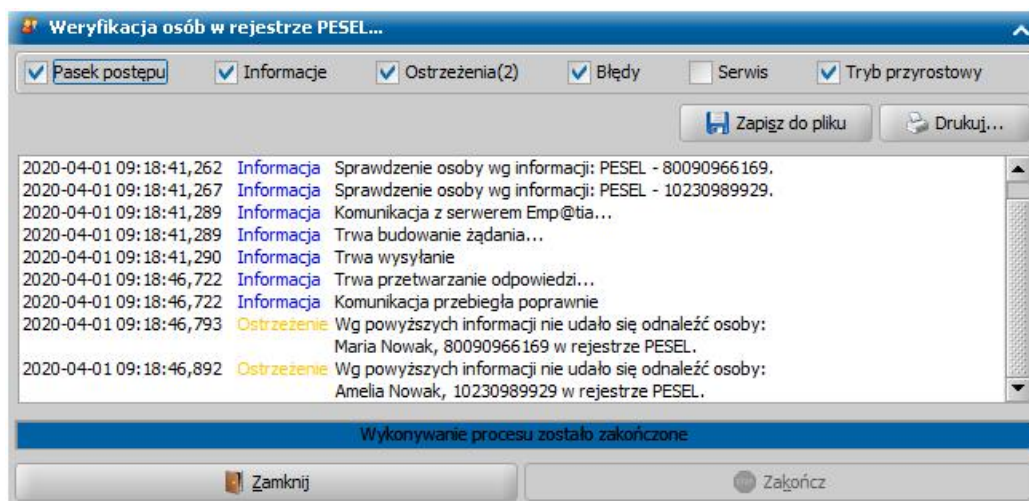 Weryfikacja osób w rejestrze PESEL...
Pasek postępu Informacje Ostrzeżenia(2) Błędy Serwis Tryb przyrostowy
Zapisz do pliku Drukuj...
2020-04-01 09:18:41,262 Informacja Sprawdzenie osoby wg informacji: PESEL - 80090966169.
2020-04-01 09:18:41,267 Informacja Sprawdzenie osoby wg informacji: PESEL - 10230989929.
2020-04-01 09:18:41,289 Informacja Komunikacja z serwerem Emp@tia...
2020-04-01 09:18:41,289 Informacja Trwa budowanie żądania...
2020-04-01 09:18:41,290 Informacja Trwa wysyłanie
2020-04-01 09:18:46,722 Informacja Trwa przetwarzanie odpowiedzi...
2020-04-01 09:18:46,722 Informacja Komunikacja przebiegła poprawnie
2020-04-01 09:18:46,793 Ostrzeżenie Wg powyższych informacji nie udało się odnaleźć osoby:
Maria Nowak, 80090966169 w rejestrze PESEL.
2020-04-01 09:18:46,892 Ostrzeżenie Wg powyższych informacji nie udało się odnaleźć osoby:
Amelia Nowak, 10230989929 w rejestrze PESEL.
Wykonywanie procesu zostało zakończone
Zamknij Zakończ